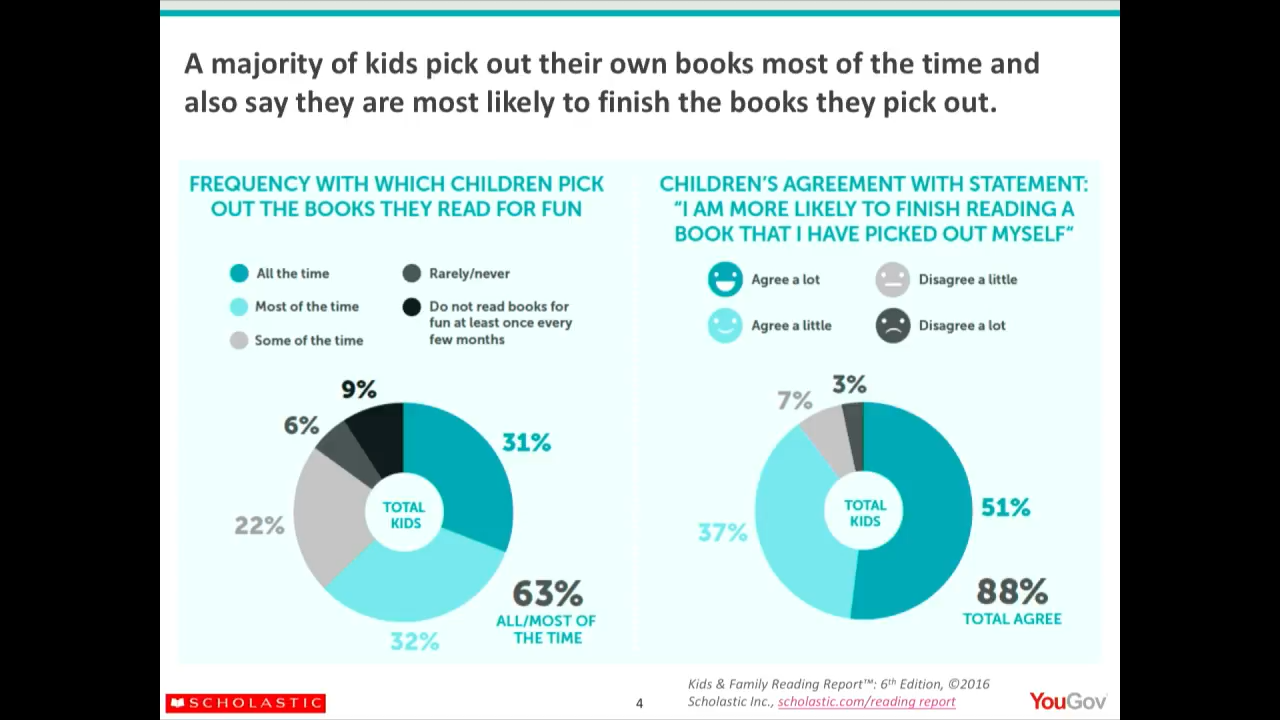 A majority of kids pick out their own books most of the time and
also say they are most likely to finish the books they pick out.
FREQUENCY WITH WHICH CHILDREN PICK
OUT THE BOOKS THEY READ FOR FUN
All the time
Most of the time
Some of the time
Rarely/never
Do not read books for
fun at least once every
few months
9%
6%
31%
22%
TOTAL
KIDS
32%
63%
ALL/MOST OF
THE TIME
CHILDREN'S AGREEMENT WITH STATEMENT:
"I AM MORE LIKELY TO FINISH READING A
BOOK THAT I HAVE PICKED OUT MYSELF"
Agree a lot
Agree a little
Disagree a little
Disagree a lot
3%
7%
51%
37%
TOTAL
KIDS
88%
TOTAL AGREE
SCHOLASTIC
4
Kids & Family Reading Report™: 6th Edition, ©2016
Scholastic Inc., scholastic.com/reading report
YouGov